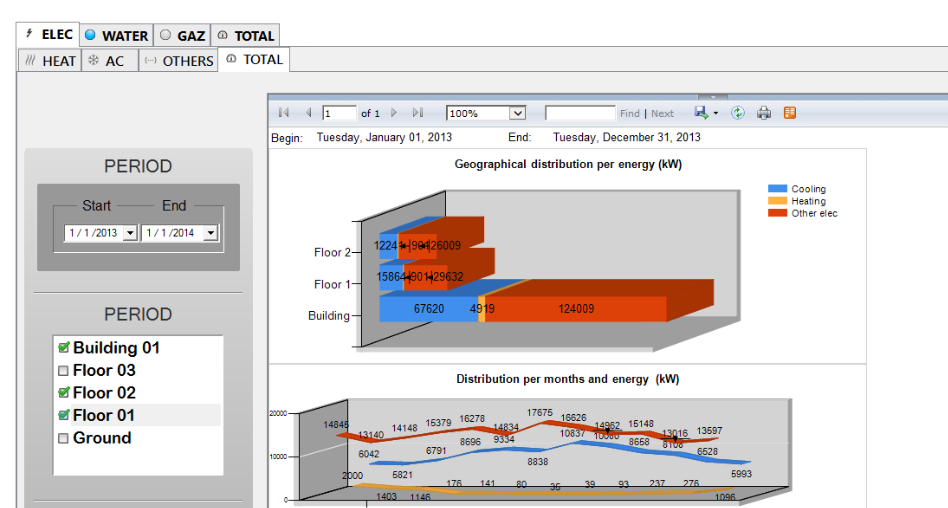 ELEC WATER GAZ TOTAL
HEAT AC OTHERS TOTAL
1 of 1 100% Find | Next
Begin: Tuesday, January 01, 2013 End: Tuesday, December 31, 2013
PERIOD
Start End
1 / 1 /2013 1 / 1 /2014
PERIOD
Building 01
Floor 03
Floor 02
Floor 01
Ground
Geographical distribution per energy (kW)
Cooling
Heating
Other elec
Floor 2 12241 901 26009
Floor 1 15864 901 29632
Building 67620 4919 124009
Distribution per months and energy (kW)
20000
10000
0
14845 13140 14148 15379 16278 14834 17675 16626 14962 15148 13016 13597
6042 5821 6791 8696 9334 8838 10837 10080 8668 8108 6528 5993
2000 1403 1146 176 141 80 35 39 93 237 276 1096